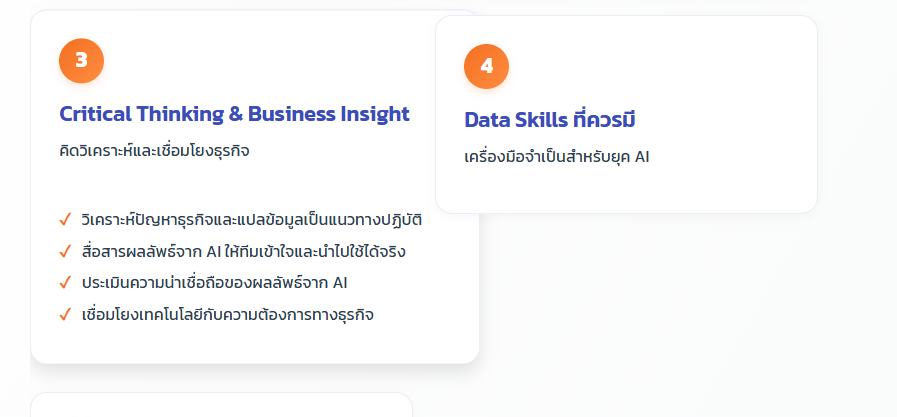 3
Critical Thinking & Business Insight
คิดวิเคราะห์และเชื่อมโยงธุรกิจ
✓ วิเคราะห์ปัญหาธุรกิจและแปลข้อมูลเป็นแนวทางปฏิบัติ
✓ สื่อสารผลลัพธ์จาก AI ให้ทีมเข้าใจและนำไปใช้ได้จริง
✓ ประเมินความน่าเชื่อถือของผลลัพธ์จาก AI
✓ เชื่อมโยงเทคโนโลยีกับความต้องการทางธุรกิจ
4
Data Skills ที่ควรมี
เครื่องมือจำเป็นสำหรับยุค AI